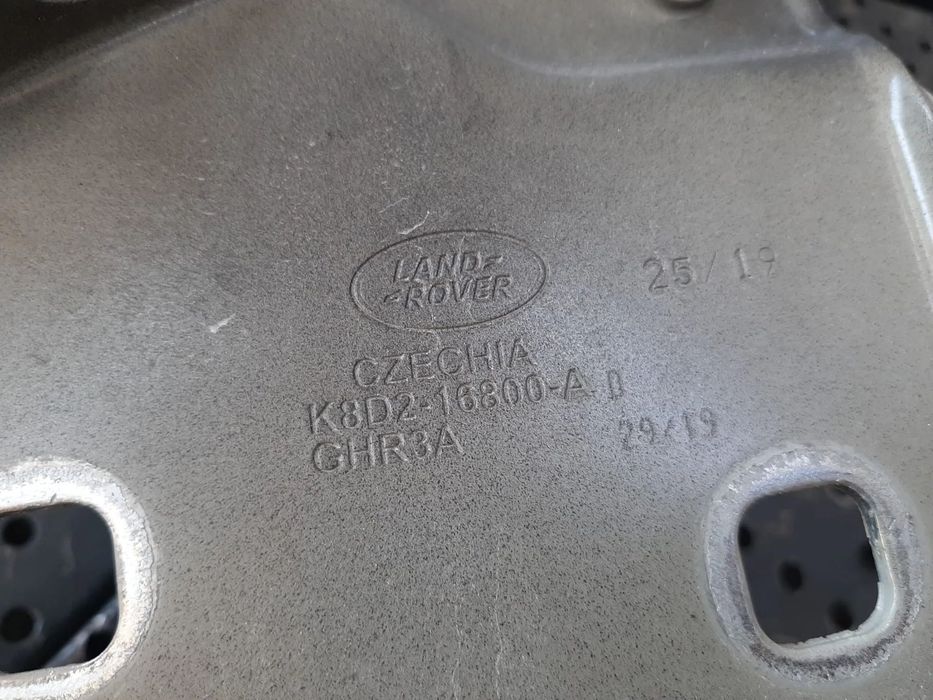 LAND-
-ROVER
25/19
CZECHIA
K8D2-16800-A D
GHR3A
29/19